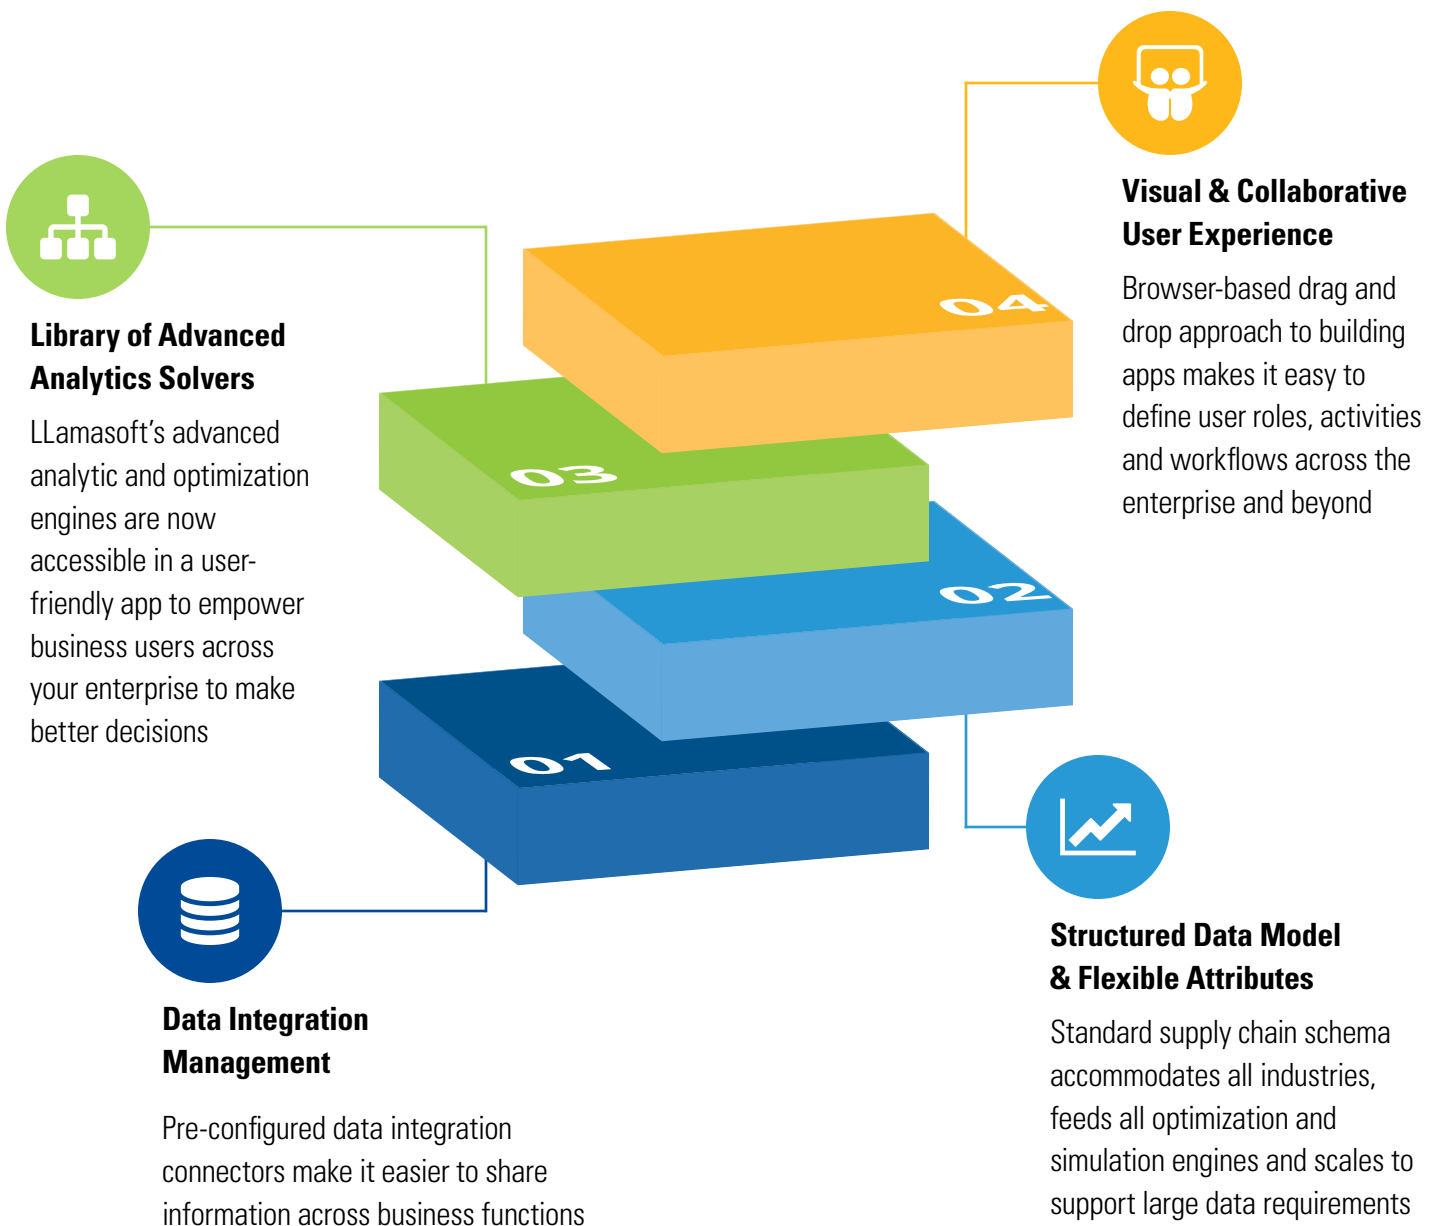 Visual & Collaborative
User Experience
Browser-based drag and
drop approach to building
apps makes it easy to
define user roles, activities
and workflows across the
enterprise and beyond
04
Library of Advanced
Analytics Solvers
LLamasoft’s advanced
analytic and optimization
engines are now
accessible in a user-
friendly app to empower
business users across
your enterprise to make
better decisions
03
02
01
Structured Data Model
& Flexible Attributes
Standard supply chain schema
accommodates all industries,
feeds all optimization and
simulation engines and scales to
support large data requirements
Data Integration
Management
Pre-configured data integration
connectors make it easier to share
information across business functions